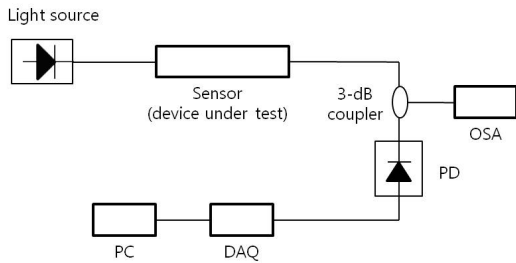 Light source
Sensor
(device under test)
3-dB
coupler
OSA
PD
PC
DAQ